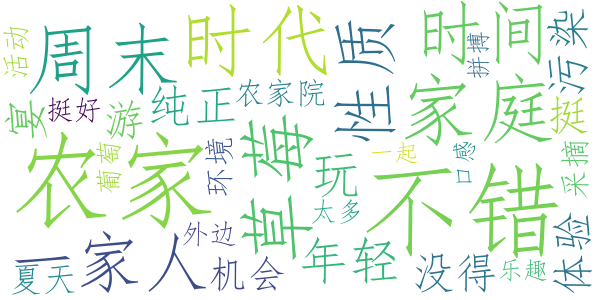 活动
周末
时代
性质
时间
拼搏
污染
宴
挺好
游
纯正
农家院
家庭
挺
农家
葡萄
环境
草莓
玩
一起
不错
口感
采摘
太多
夏天
一家人
外边
机会
年轻
没得
乐趣
体验